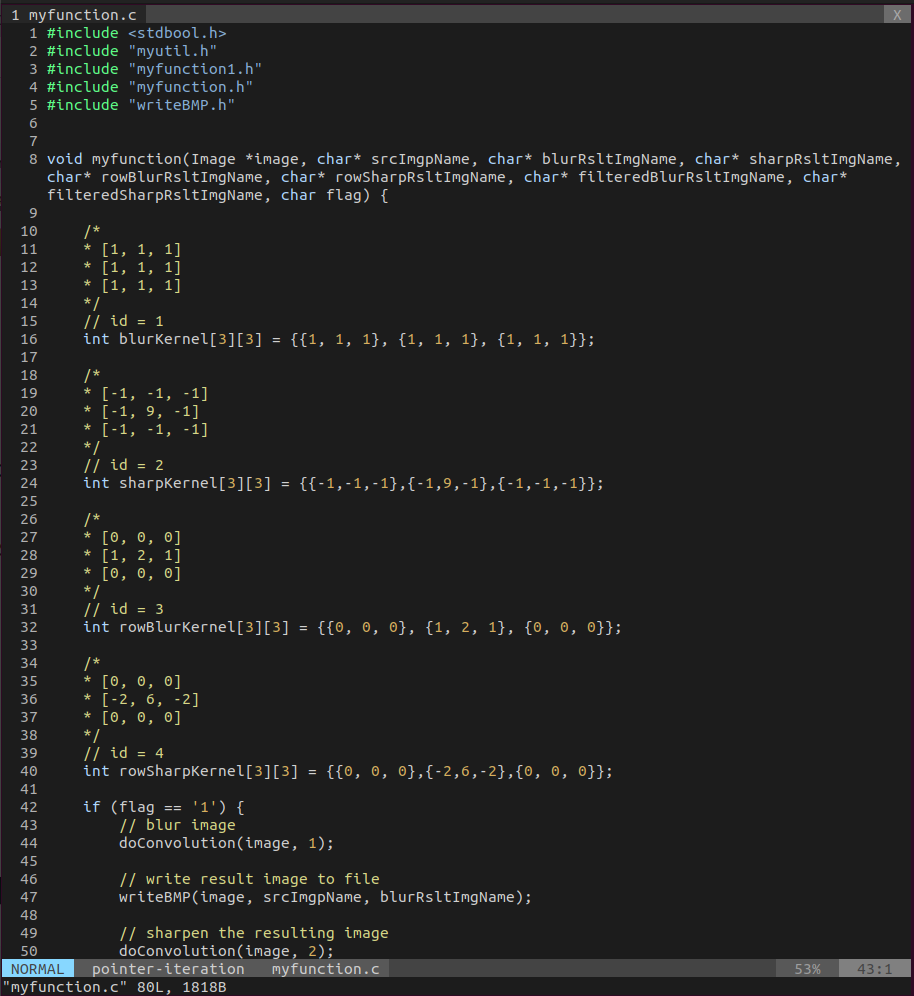 1 myfunction.c X
1 #include <stdbool.h>
2 #include "myutil.h"
3 #include "myfunction1.h"
4 #include "myfunction.h"
5 #include "writeBMP.h"
6
7
8 void myfunction(Image *image, char* srcImgpName, char* blurRsltImgName, char* sharpRsltImgName,
char* rowBlurRsltImgName, char* rowSharpRsltImgName, char* filteredBlurRsltImgName, char*
filteredSharpRsltImgName, char flag) {
9
10     /*
11     * [1, 1, 1]
12     * [1, 1, 1]
13     * [1, 1, 1]
14     */
15     // id = 1
16     int blurKernel[3][3] = {{1, 1, 1}, {1, 1, 1}, {1, 1, 1}};
17
18     /*
19     * [-1, -1, -1]
20     * [-1, 9, -1]
21     * [-1, -1, -1]
22     */
23     // id = 2
24     int sharpKernel[3][3] = {{-1,-1,-1},{-1,9,-1},{-1,-1,-1}};
25
26     /*
27     * [0, 0, 0]
28     * [1, 2, 1]
29     * [0, 0, 0]
30     */
31     // id = 3
32     int rowBlurKernel[3][3] = {{0, 0, 0}, {1, 2, 1}, {0, 0, 0}};
33
34     /*
35     * [0, 0, 0]
36     * [-2, 6, -2]
37     * [0, 0, 0]
38     */
39     // id = 4
40     int rowSharpKernel[3][3] = {{0, 0, 0},{-2,6,-2},{0, 0, 0}};
41
42     if (flag == '1') {
43         // blur image
44         doConvolution(image, 1);
45
46         // write result image to file
47         writeBMP(image, srcImgpName, blurRsltImgName);
48
49         // sharpen the resulting image
50         doConvolution(image, 2);
NORMAL pointer-iteration myfunction.c 53% 43:1
"myfunction.c" 80L, 1818B